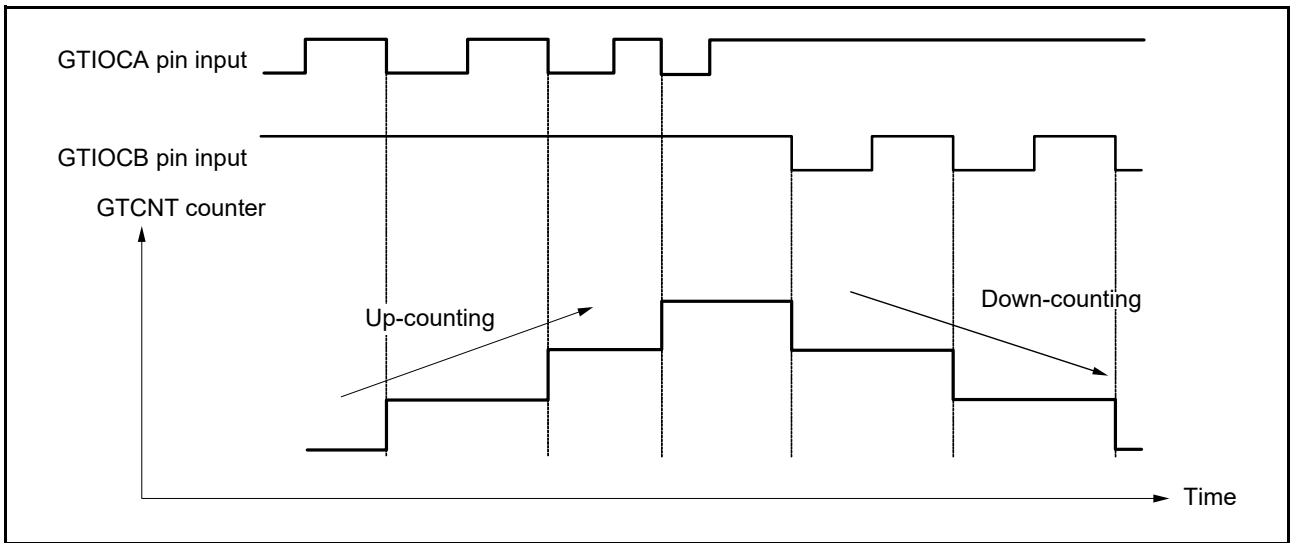 GTIOCA pin input
GTIOCB pin input
GTCNT counter
Up-counting
Down-counting
Time